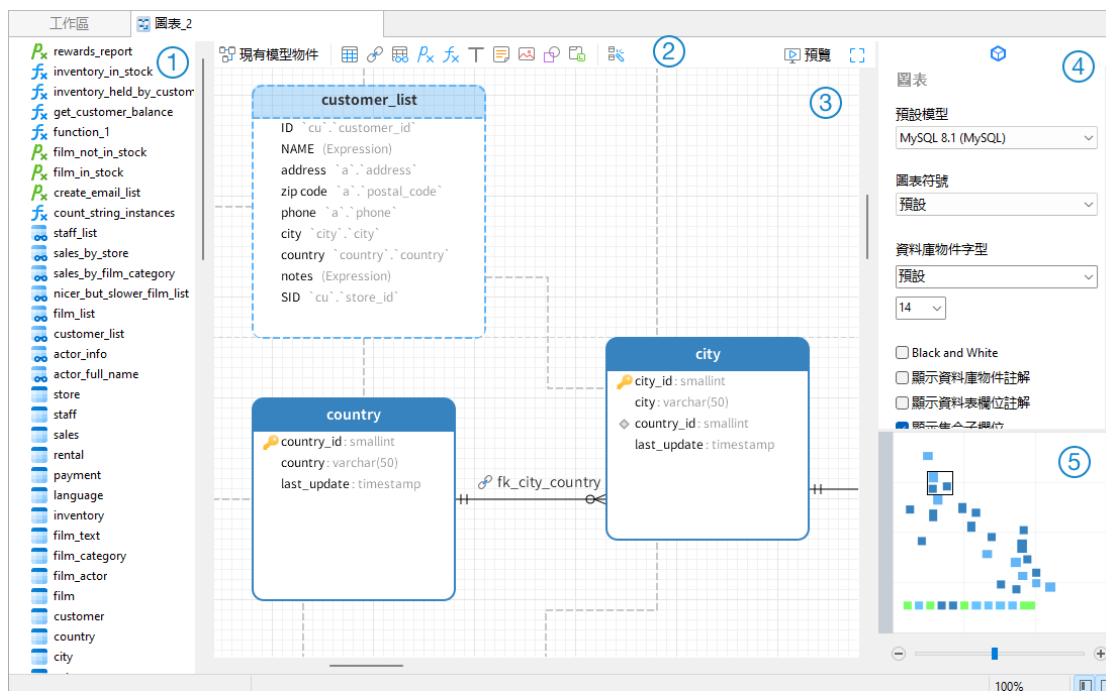 工作區
圖表_2
rewards_report
inventory_in_stock
inventory_held_by_custom
get_customer_balance
function_1
film_not_in_stock
film_in_stock
create_email_list
count_string_instances
staff_list
sales_by_store
sales_by_film_category
nicer_but_slower_film_list
film_list
customer_list
actor_info
actor_full_name
store
staff
sales
rental
payment
language
inventory
film_text
film_category
film_actor
film
customer
country
city
1
現有模型物件
2
預覽
3
customer_list
ID `cu`.`customer_id`
NAME (Expression)
address `a`.`address`
zip code `a`.`postal_code`
phone `a`.`phone`
city `city`.`city`
country `country`.`country`
notes (Expression)
SID `cu`.`store_id`
country
country_id: smallint
country: varchar(50)
last_update: timestamp
fk_city_country
city
city_id: smallint
city: varchar(50)
country_id: smallint
last_update: timestamp
4
圖表
預設模型
MySQL 8.1 (MySQL)
圖表符號
預設
資料庫物件字型
預設
14
Black and White
顯示資料庫物件註解
顯示資料表欄位註解
顯示集合子欄位
5
100%